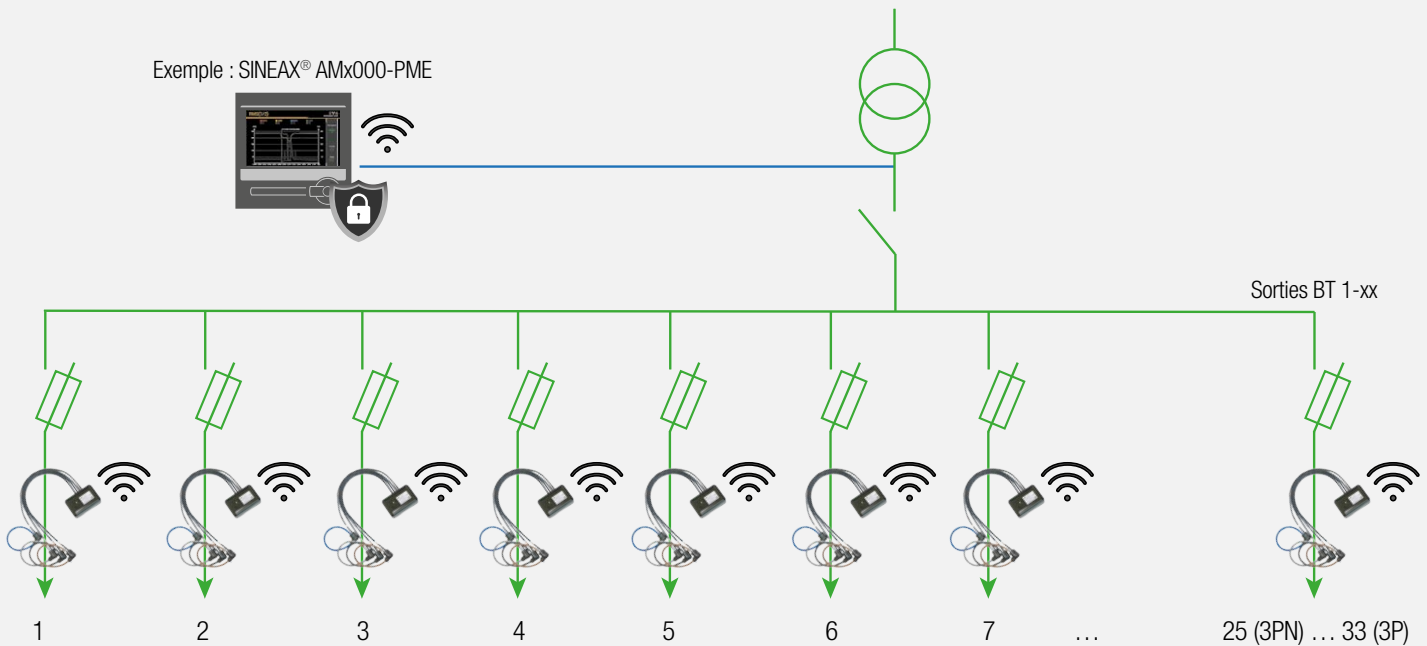 Exemple : SINEAX® AMx000-PME
Sorties BT 1-xx
1 2 3 4 5 6 7 … 25 (3PN) … 33 (3P)